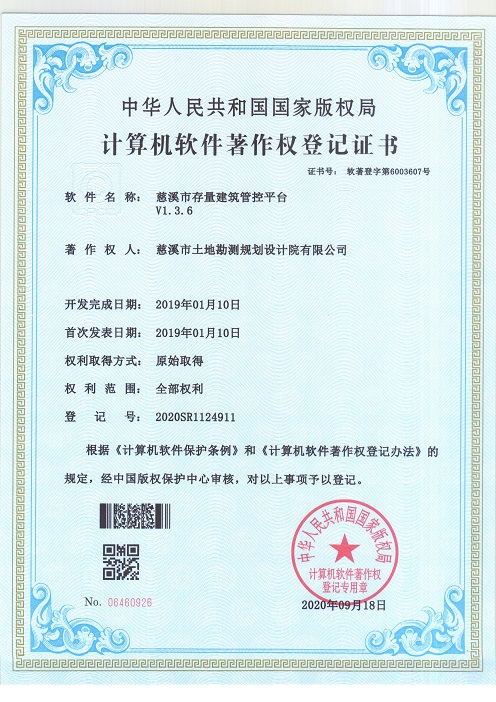 中华人民共和国国家版权局
计算机软件著作权登记证书
证书号： 软著登字第6003607号
软件名称： 慈溪市存量建筑管控平台
V1.3.6
著作权人： 慈溪市土地勘测规划设计院有限公司
开发完成日期： 2019年01月10日
首次发表日期： 2019年01月10日
权利取得方式： 原始取得
权利范围： 全部权利
登记号： 2020SR1124911
根据《计算机软件保护条例》和《计算机软件著作权登记办法》的
规定，经中国版权保护中心审核，对以上事项予以登记。
中华人民共和国国家版权局
计算机软件著作权
登记专用章
No. 06460926
2020年09月18日